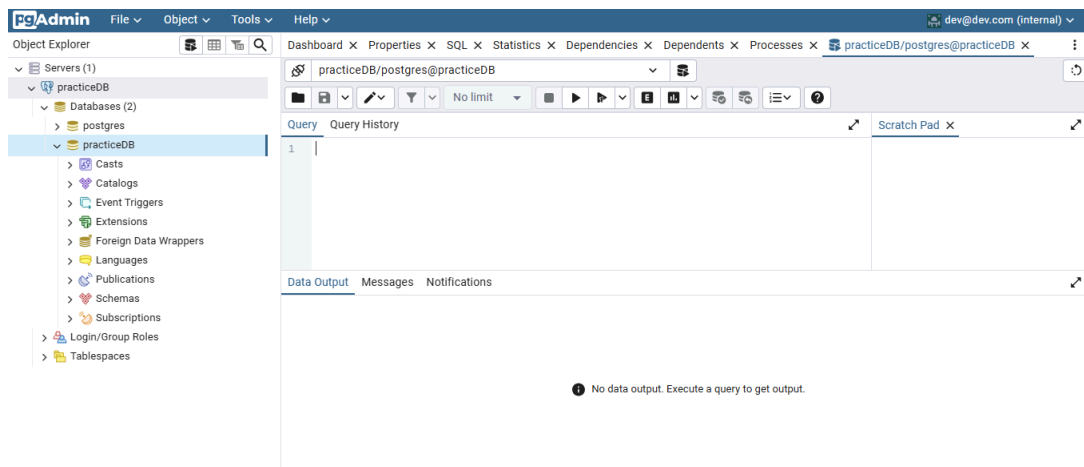 pgAdmin File Object Tools Help dev@dev.com (internal)
Object Explorer
Dashboard Properties SQL Statistics Dependencies Dependents Processes practiceDB/postgres@practiceDB
Servers (1)
practiceDB
Databases (2)
postgres
practiceDB
Casts
Catalogs
Event Triggers
Extensions
Foreign Data Wrappers
Languages
Publications
Schemas
Subscriptions
Login/Group Roles
Tablespaces
practiceDB/postgres@practiceDB
No limit
E
Query Query History
Scratch Pad
1
Data Output Messages Notifications
No data output. Execute a query to get output.